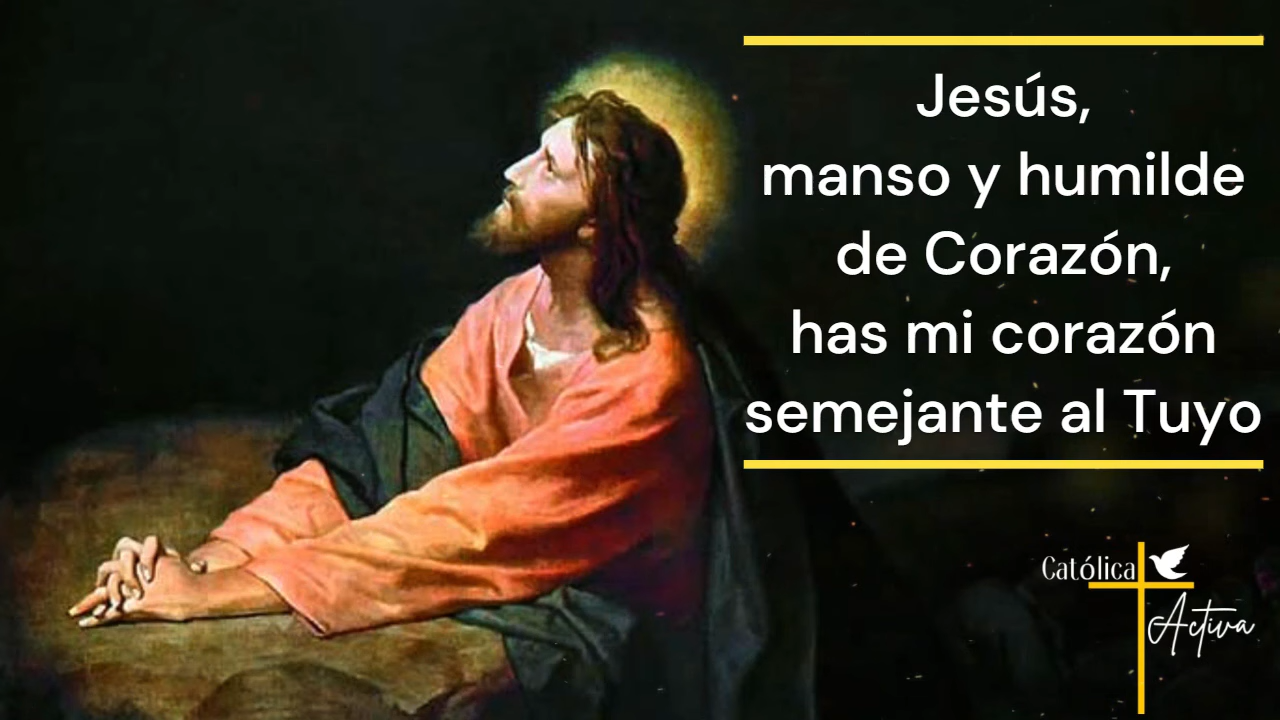 Jesús,
manso y humilde
de Corazón,
has mi corazón
semejante al Tuyo
Católica
Activa